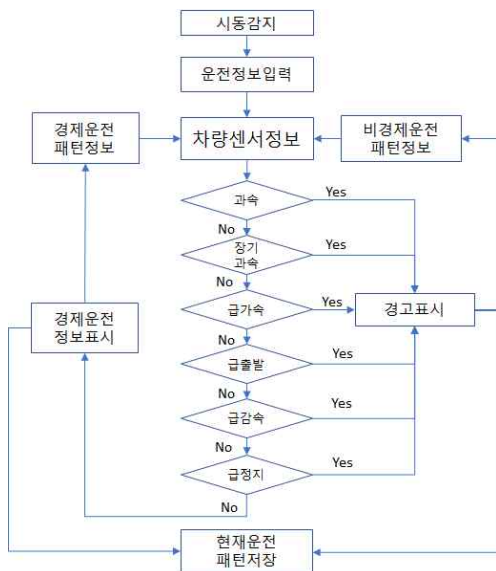 시동감지
운전정보입력
경제운전
패턴정보
차량센서정보
비경제운전
패턴정보
과속
Yes
No
장기
과속
Yes
No
급가속
Yes
경고표시
경제운전
정보표시
No
급출발
Yes
No
급감속
Yes
No
급정지
Yes
No
현재운전
패턴저장